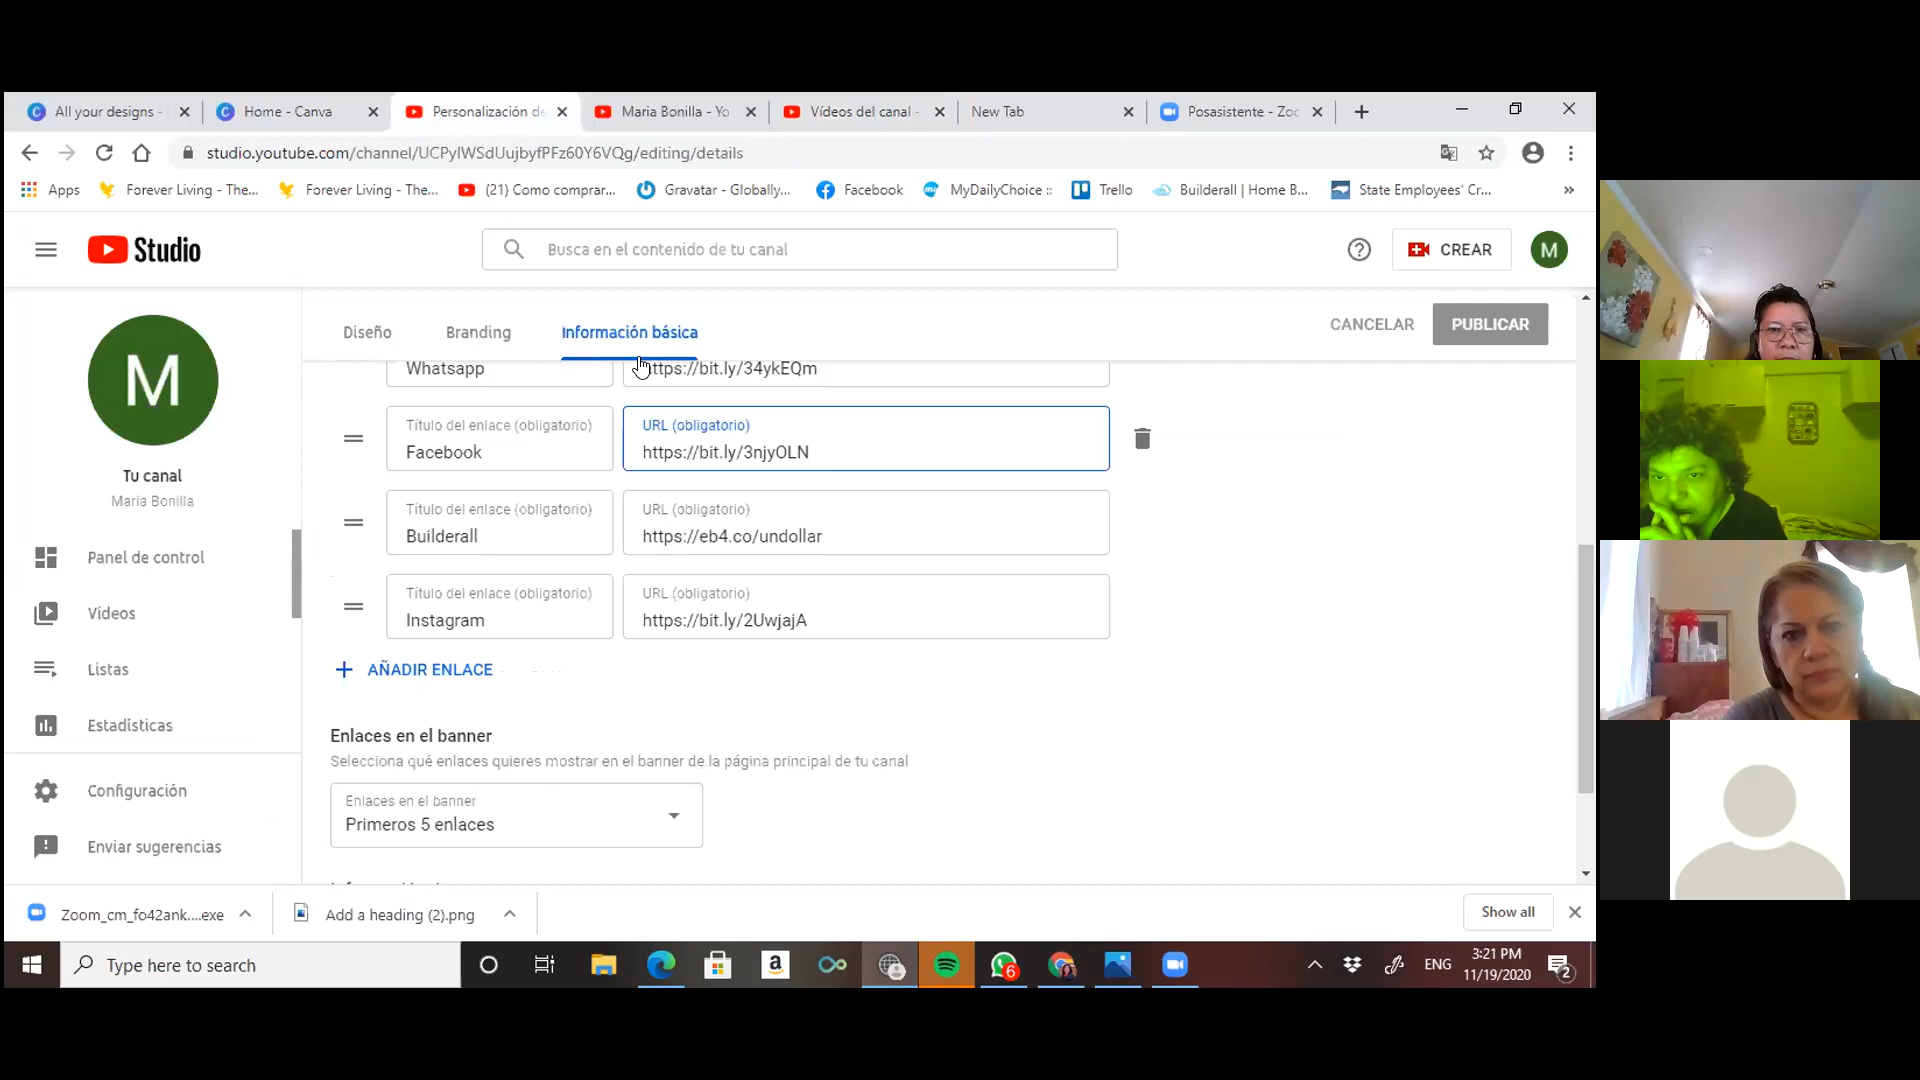 All your designs -
Home - Canva
Personalización de
Maria Bonilla - Yo
Vídeos del canal -
New Tab
Posasistente - Zoo
studio.youtube.com/channel/UCPylWSdUujbyfPFz60Y6VQg/editing/details
Apps
Forever Living - The...
Forever Living - The...
(21) Como comprar...
Gravatar - Globally...
Facebook
MyDailyChoice ::
Trello
Builderall | Home B...
State Employees' Cr...
»
Studio
Busca en el contenido de tu canal
CREAR
M
Diseño
Branding
Información básica
CANCELAR
PUBLICAR
M
Tu canal
Maria Bonilla
Panel de control
Vídeos
Listas
Estadísticas
Configuración
Enviar sugerencias
Whatsapp
https://bit.ly/34ykEQm
Título del enlace (obligatorio)
Facebook
URL (obligatorio)
https://bit.ly/3njyOLN
Título del enlace (obligatorio)
Builderall
URL (obligatorio)
https://eb4.co/undollar
Título del enlace (obligatorio)
Instagram
URL (obligatorio)
https://bit.ly/2UwjajA
+ AÑADIR ENLACE
Enlaces en el banner
Selecciona qué enlaces quieres mostrar en el banner de la página principal de tu canal
Enlaces en el banner
Primeros 5 enlaces
Zoom_cm_fo42ank....exe
Add a heading (2).png
Show all
Type here to search
a
6
ENG
3:21 PM
11/19/2020
2